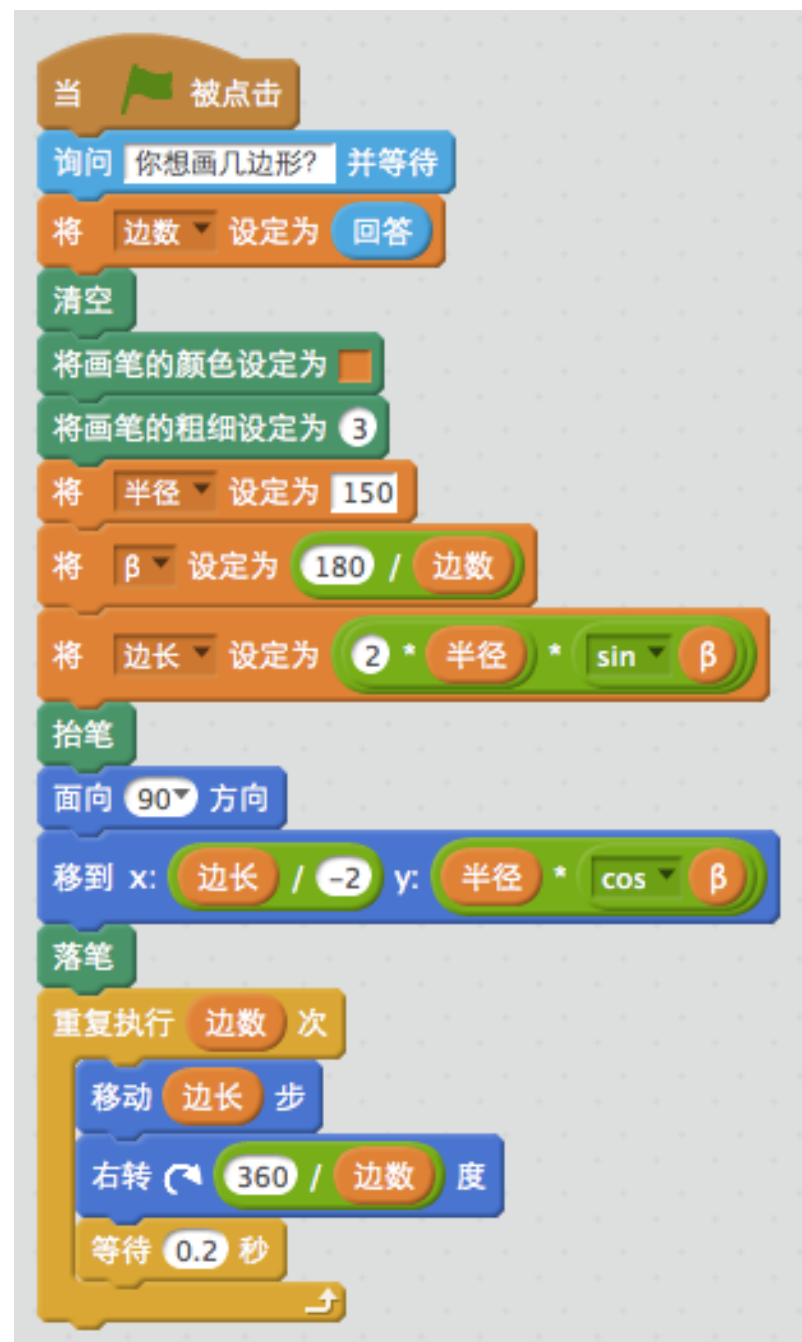 当 被点击
询问 你想画几边形? 并等待
将 边数 设定为 回答
清空
将画笔的颜色设定为
将画笔的粗细设定为 3
将 半径 设定为 150
将 β 设定为 180 / 边数
将 边长 设定为 2 * 半径 * sin β
抬笔
面向 90 方向
移到 x: 边长 / -2 y: 半径 * cos β
落笔
重复执行 边数 次
移动 边长 步
右转 360 / 边数 度
等待 0.2 秒